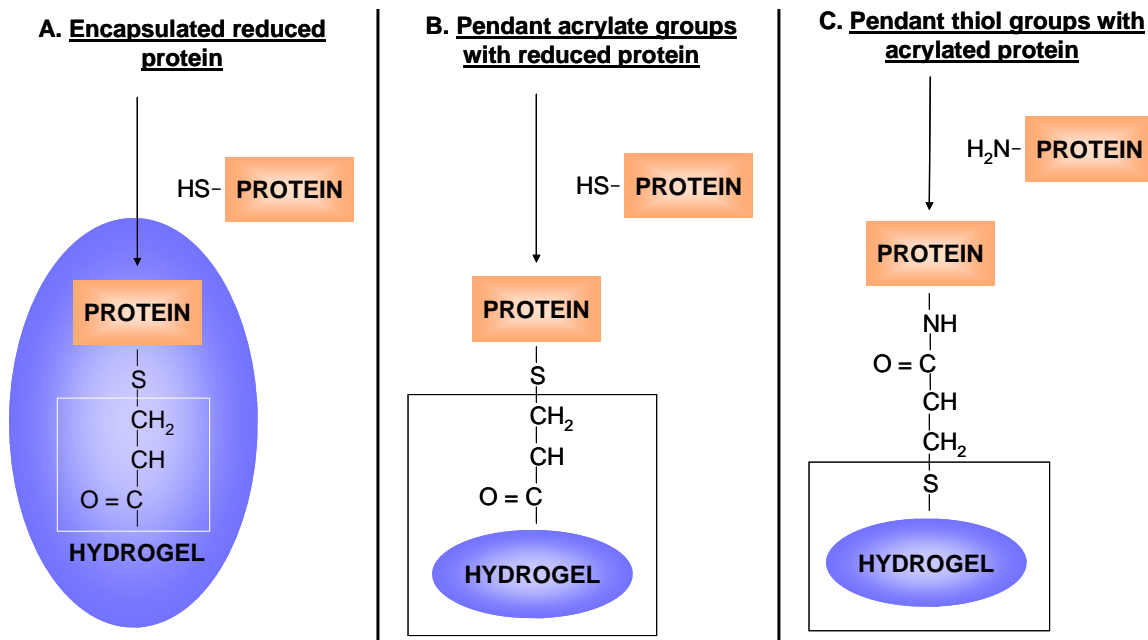 A. Encapsulated reduced
protein
HS-
PROTEIN
PROTEIN
S
CH2
CH
O = C
HYDROGEL
B. Pendant acrylate groups
with reduced protein
HS-
PROTEIN
PROTEIN
S
CH2
CH
O = C
HYDROGEL
C. Pendant thiol groups with
acrylated protein
H2N-
PROTEIN
PROTEIN
NH
O = C
CH
CH2
S
HYDROGEL